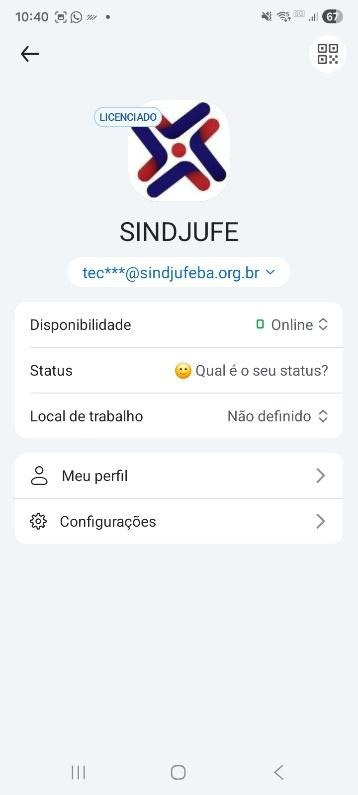 10:40
67
LICENCIADO
SINDJUFE
tec***@sindjufeba.org.br
Disponibilidade
Online
Status
Qual é o seu status?
Local de trabalho
Não definido
Meu perfil
Configurações